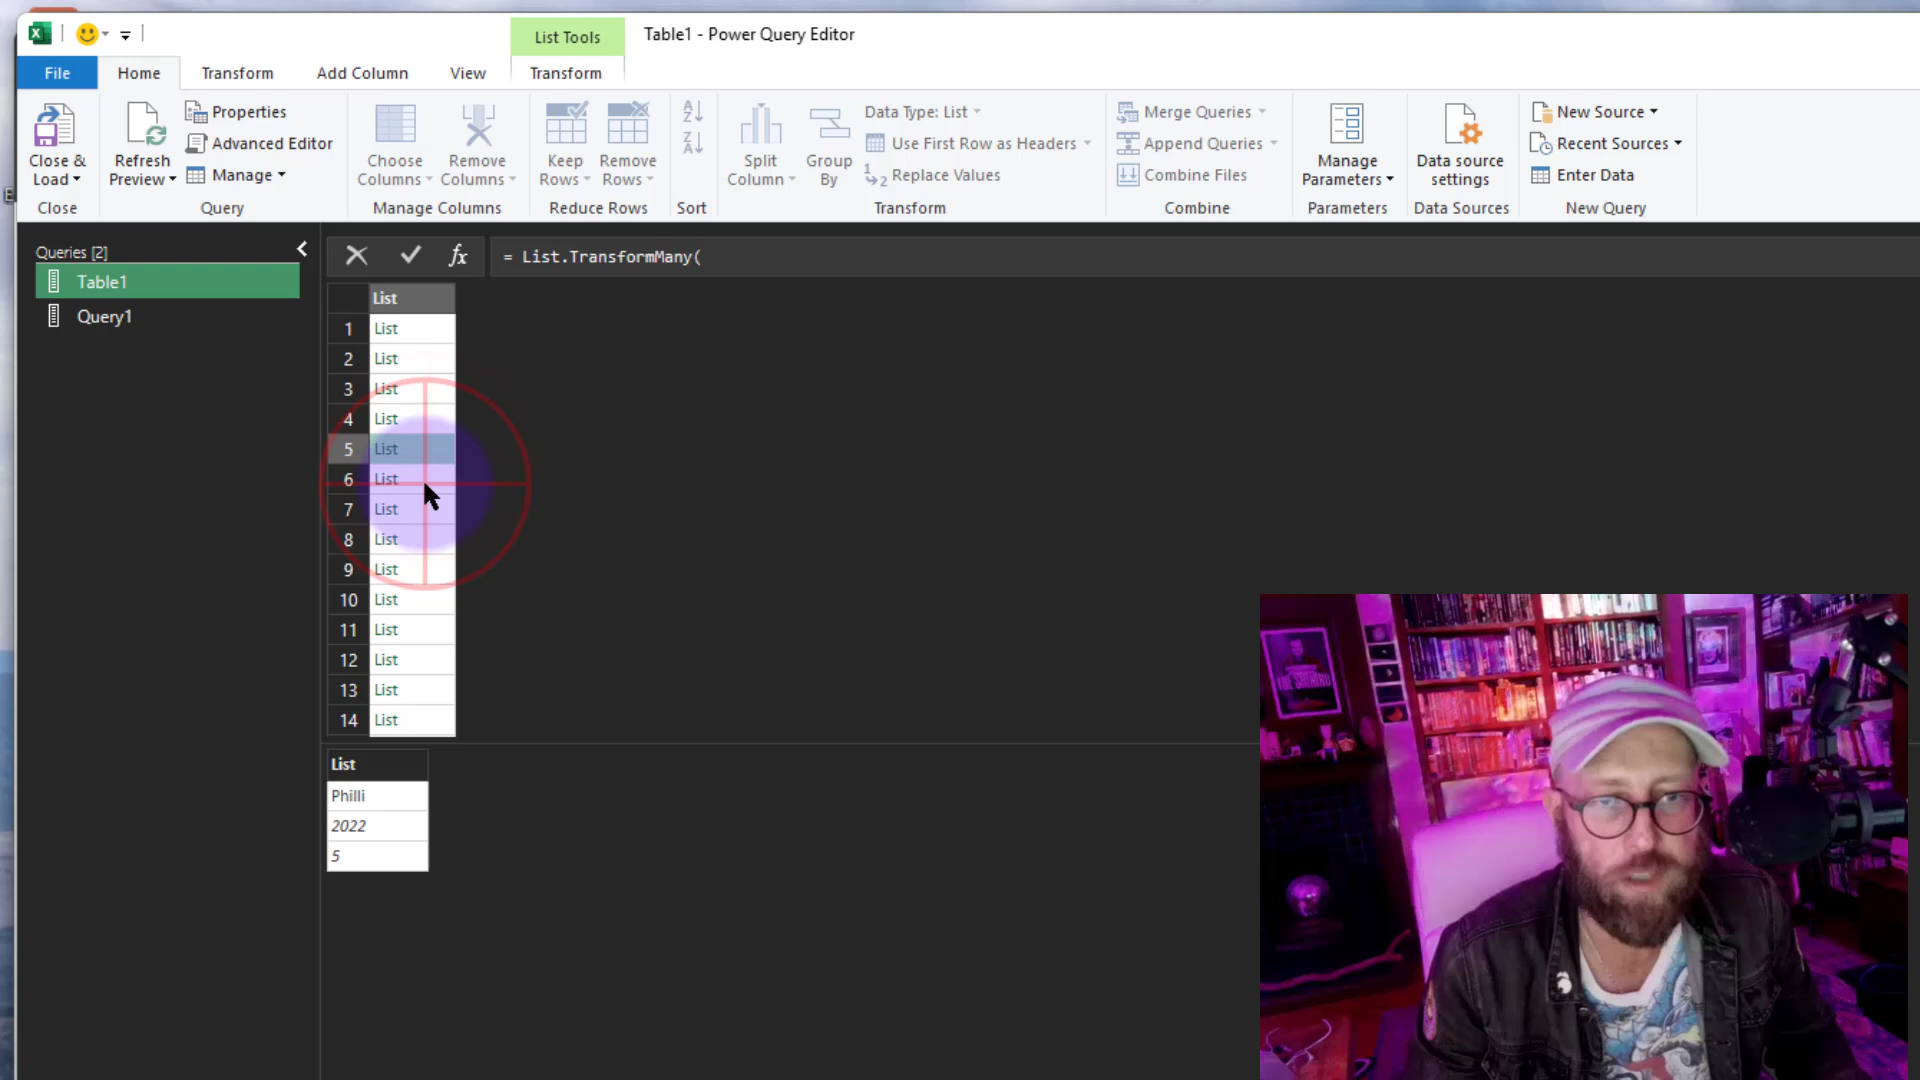 List Tools
Table1 - Power Query Editor
File
Home
Transform
Add Column
View
Transform
Close &
Load
Close
Refresh
Preview
Properties
Advanced Editor
Manage
Query
Choose
Columns
Remove
Columns
Manage Columns
Keep
Rows
Remove
Rows
Reduce Rows
Sort
Split
Column
Group
By
Data Type: List
Use First Row as Headers
Replace Values
Transform
Merge Queries
Append Queries
Combine Files
Combine
Manage
Parameters
Parameters
Data source
settings
Data Sources
New Source
Recent Sources
Enter Data
New Query
Queries [2]
Table1
Query1
fx
= List.TransformMany(
List
1 List
2 List
3 List
4 List
5 List
6 List
7 List
8 List
9 List
10 List
11 List
12 List
13 List
14 List
List
Philli
2022
5